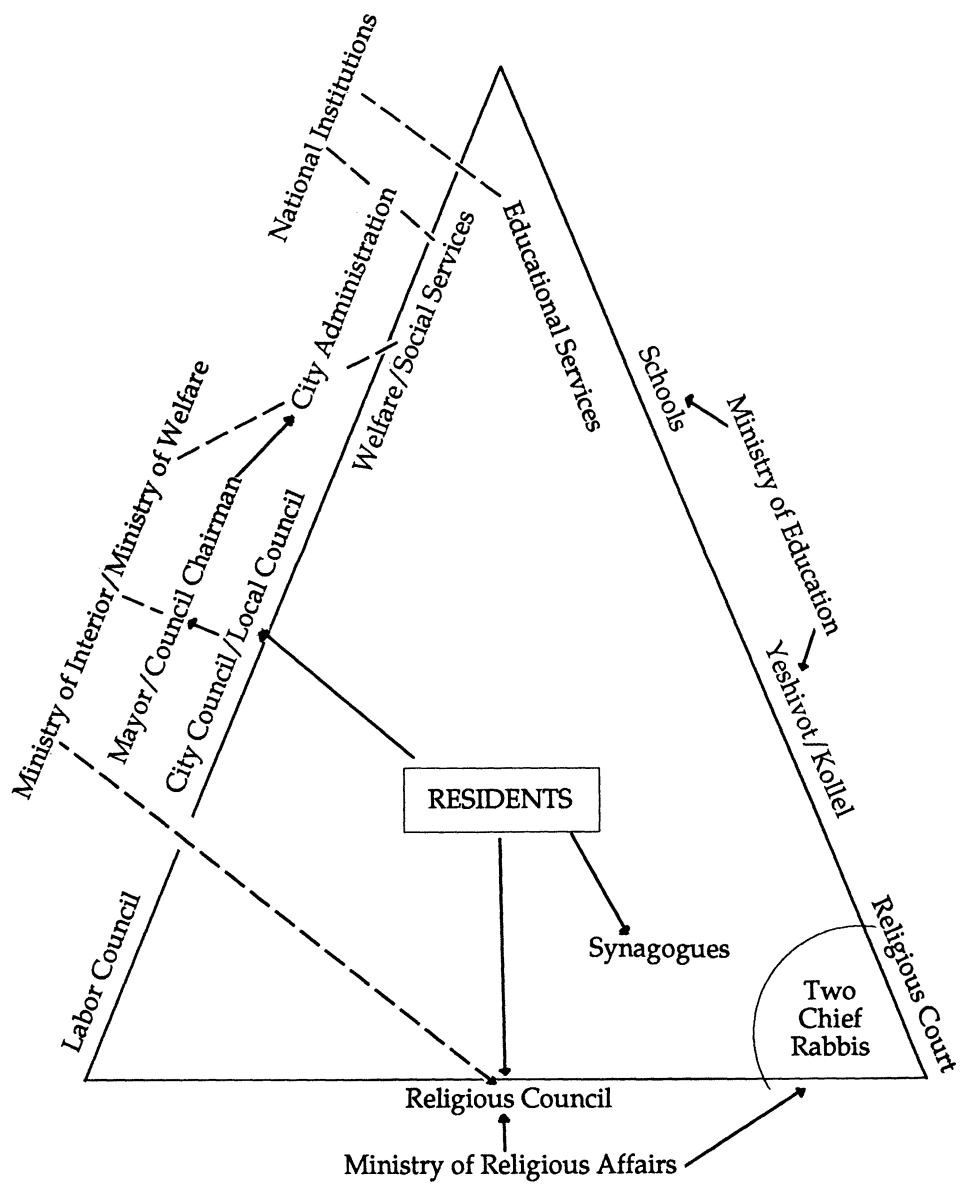 National Institutions
City Administration
Welfare/Social Services
Educational Services
Schools
Ministry of Education
Ministry of Interior/Ministry of Welfare
Mayor/Council Chairman
City Council/Local Council
Yeshivot/Kollel
RESIDENTS
Labor Council
Synagogues
Religious Court
Two
Chief
Rabbis
Religious Council
Ministry of Religious Affairs